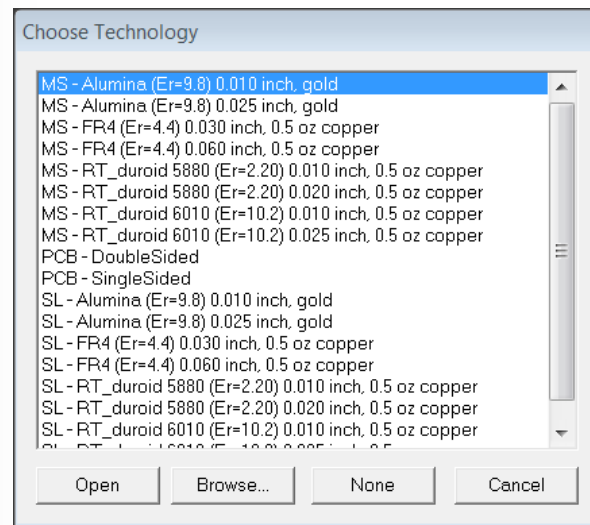 Choose Technology
MS - Alumina (Er=9.8) 0.010 inch, gold
MS - Alumina (Er=9.8) 0.025 inch, gold
MS - FR4 (Er=4.4) 0.030 inch, 0.5 oz copper
MS - FR4 (Er=4.4) 0.060 inch, 0.5 oz copper
MS - RT_duroid 5880 (Er=2.20) 0.010 inch, 0.5 oz copper
MS - RT_duroid 5880 (Er=2.20) 0.020 inch, 0.5 oz copper
MS - RT_duroid 6010 (Er=10.2) 0.010 inch, 0.5 oz copper
MS - RT_duroid 6010 (Er=10.2) 0.025 inch, 0.5 oz copper
PCB - DoubleSided
PCB - SingleSided
SL - Alumina (Er=9.8) 0.010 inch, gold
SL - Alumina (Er=9.8) 0.025 inch, gold
SL - FR4 (Er=4.4) 0.030 inch, 0.5 oz copper
SL - FR4 (Er=4.4) 0.060 inch, 0.5 oz copper
SL - RT_duroid 5880 (Er=2.20) 0.010 inch, 0.5 oz copper
SL - RT_duroid 5880 (Er=2.20) 0.020 inch, 0.5 oz copper
SL - RT_duroid 6010 (Er=10.2) 0.010 inch, 0.5 oz copper
Open Browse... None Cancel